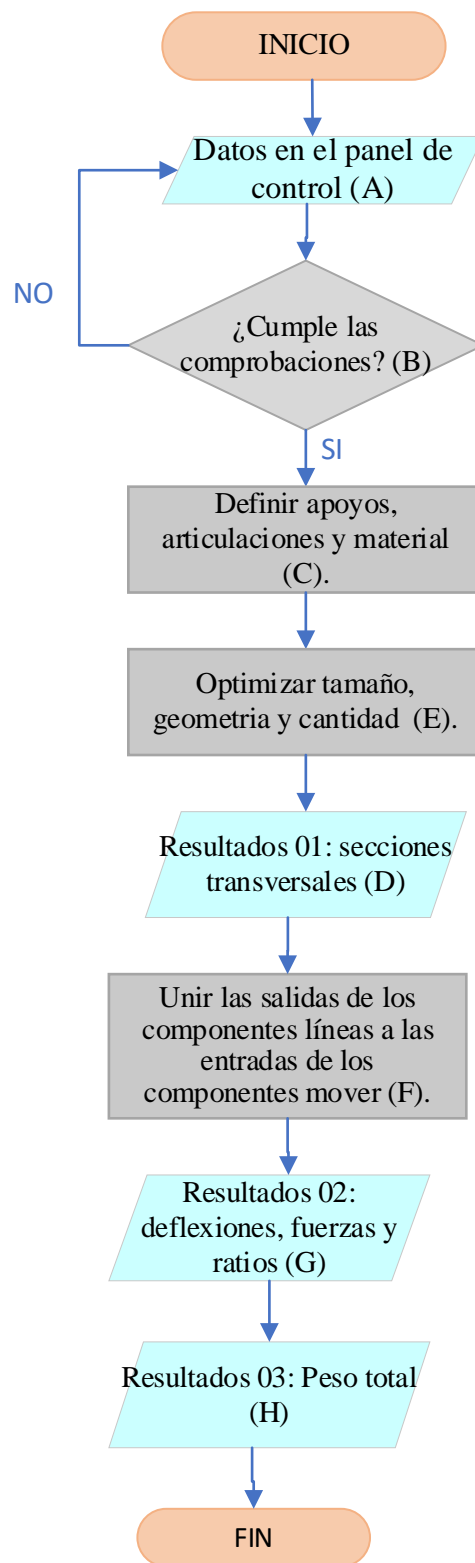 INICIO
Datos en el panel de
control (A)
NO
¿Cumple las
comprobaciones? (B)
SI
Definir apoyos,
articulaciones y material
(C).
Optimizar tamaño,
geometria y cantidad (E).
Resultados 01: secciones
transversales (D)
Unir las salidas de los
componentes líneas a las
entradas de los
componentes mover (F).
Resultados 02:
deflexiones, fuerzas y
ratios (G)
Resultados 03: Peso total
(H)
FIN